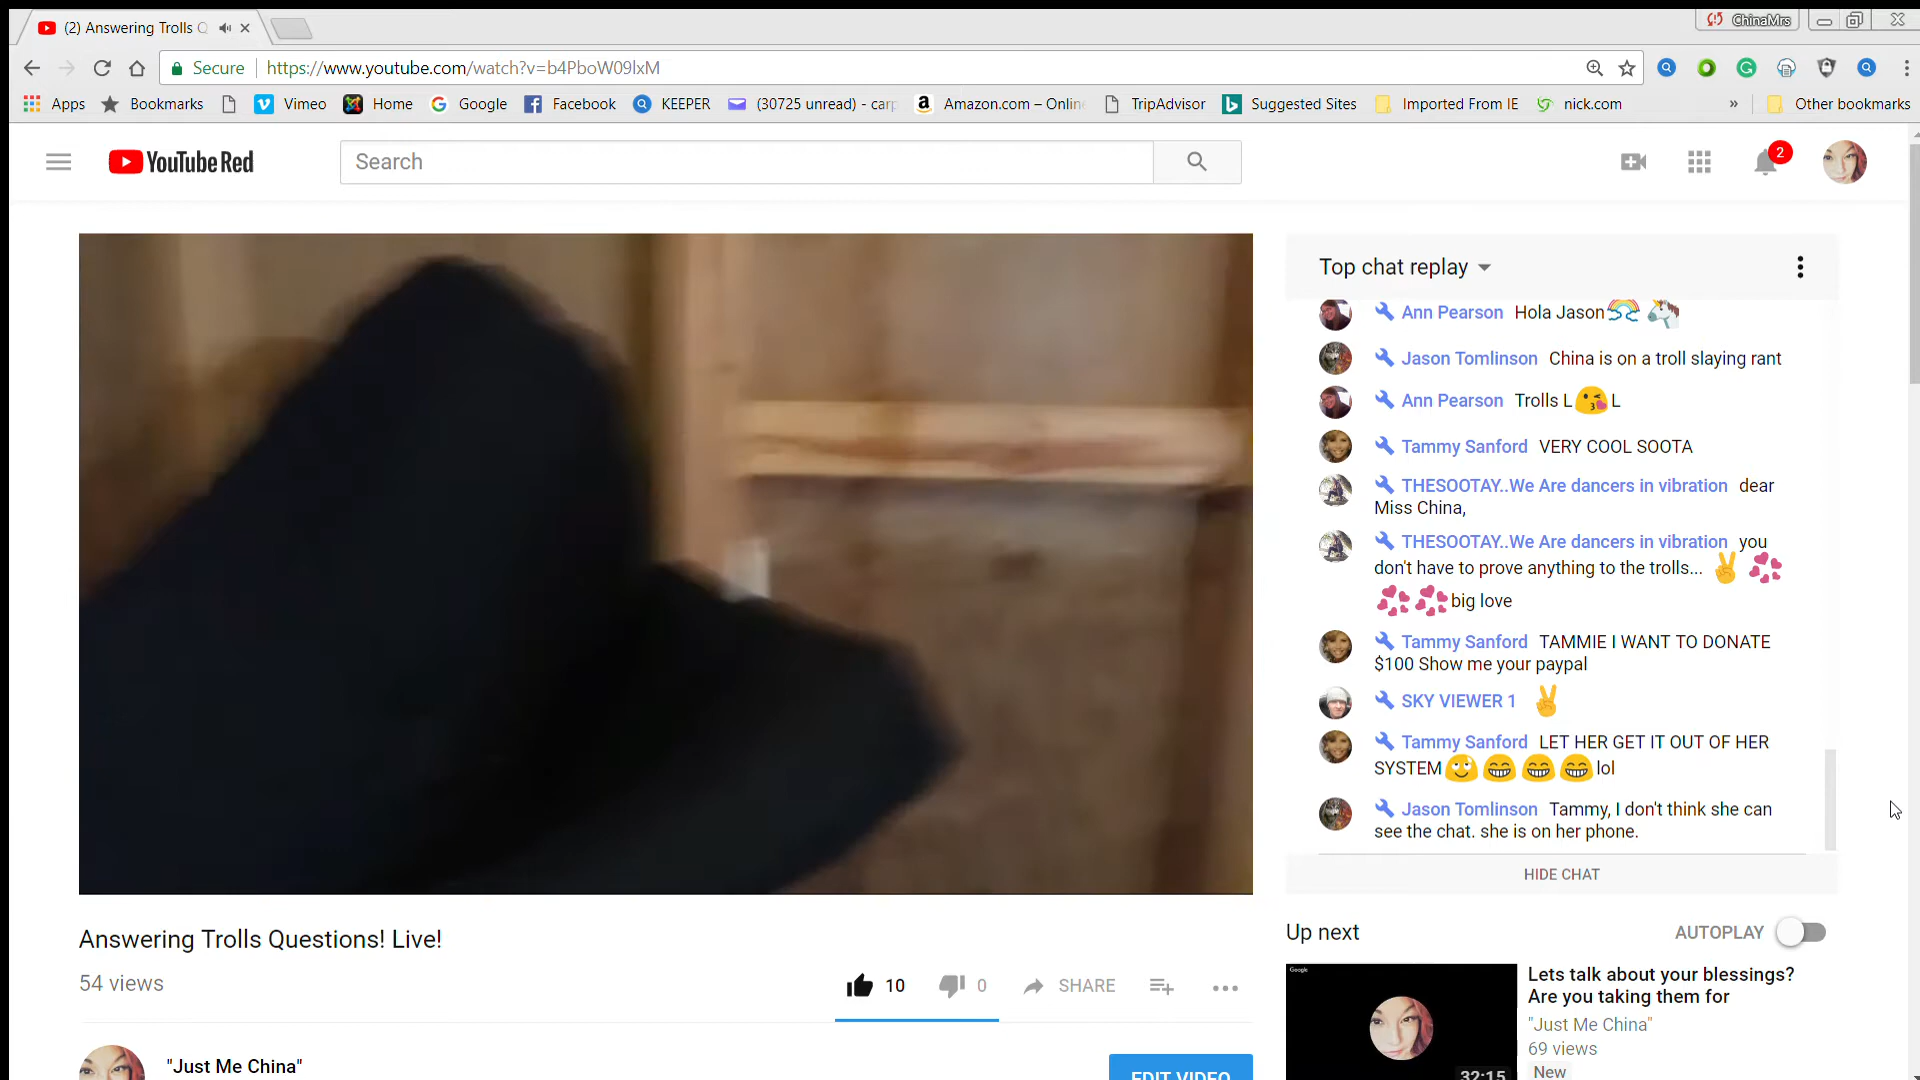 (2) Answering Trolls Q
ChinaMrs
Secure
https://www.youtube.com/watch?v=b4PboW09lxM
Apps
Bookmarks
Vimeo
Home
Google
Facebook
KEEPER
(30725 unread) - carp
Amazon.com – Online
TripAdvisor
Suggested Sites
Imported From IE
nick.com
»
Other bookmarks
YouTube Red
Search
2
Top chat replay
Ann Pearson Hola Jason
Jason Tomlinson China is on a troll slaying rant
Ann Pearson Trolls L😘L
Tammy Sanford VERY COOL SOOTA
THESOOTAY..We Are dancers in vibration dear
Miss China,
THESOOTAY..We Are dancers in vibration you
don't have to prove anything to the trolls...
big love
Tammy Sanford TAMMIE I WANT TO DONATE
$100 Show me your paypal
SKY VIEWER 1
Tammy Sanford LET HER GET IT OUT OF HER
SYSTEM🙄😁😁😁lol
Jason Tomlinson Tammy, I don't think she can
see the chat. she is on her phone.
HIDE CHAT
Answering Trolls Questions! Live!
54 views
10
0
SHARE
"Just Me China"
EDIT VIDEO
Up next
AUTOPLAY
Google
32:15
Lets talk about your blessings?
Are you taking them for
"Just Me China"
69 views
New